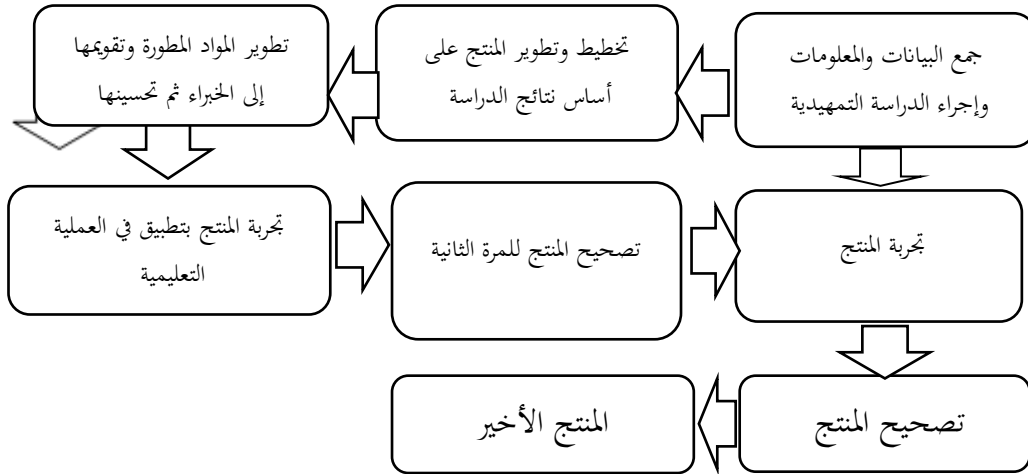 جمع البيانات والمعلومات
وإجراء الدراسة التمهيدية
تخطيط وتطوير المنتج على
أساس نتائج الدراسة
تطوير المواد المطورة وتقويمها
إلى الخبراء ثم تحسينها
تجربة المنتج بتطبيق في العملية
التعليمية
تصحيح المنتج للمرة الثانية
تجربة المنتج
تصحيح المنتج
المنتج الأخير